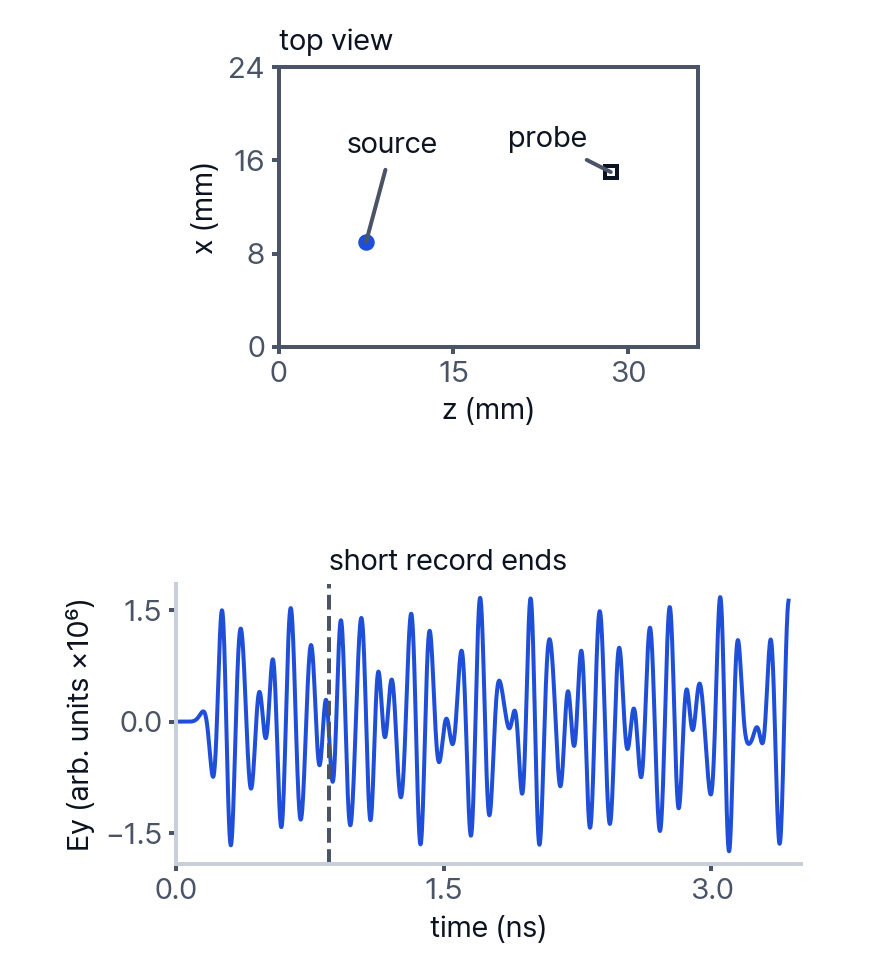 top view
24
16
8
0
x (mm)
source
probe
0
15
30
z (mm)
short record ends
1.5
0.0
−1.5
Ey (arb. units ×10⁶)
0.0
1.5
3.0
time (ns)